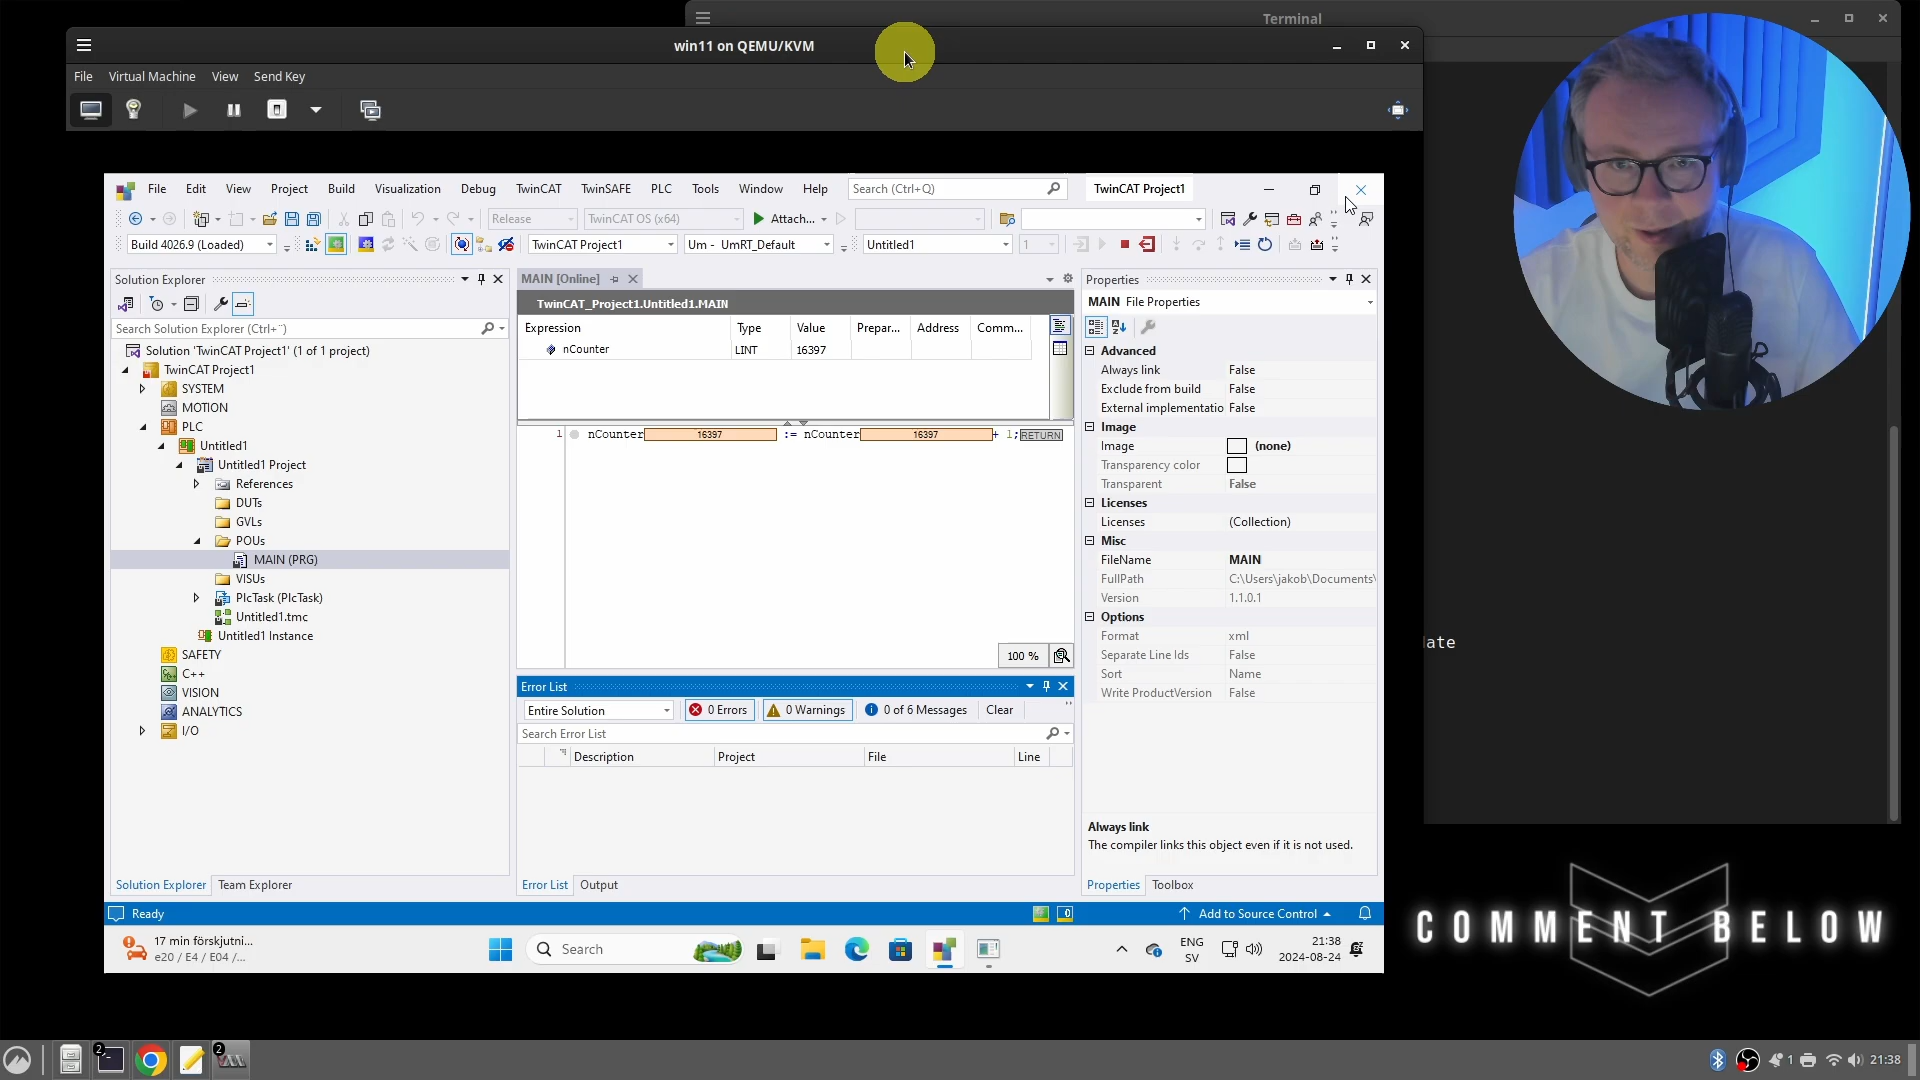 Terminal
win11 on QEMU/KVM
File Virtual Machine View Send Key
File Edit View Project Build Visualization Debug TwinCAT TwinSAFE PLC Tools Window Help Search (Ctrl+Q) TwinCAT Project1
Release TwinCAT OS (x64) Attach...
Build 4026.9 (Loaded) TwinCAT Project1 Um - UmRT_Default Untitled1 1
Solution Explorer
Search Solution Explorer (Ctrl+¨)
Solution 'TwinCAT Project1' (1 of 1 project)
TwinCAT Project1
SYSTEM
MOTION
PLC
Untitled1
Untitled1 Project
References
DUTs
GVLs
POUs
MAIN (PRG)
VISUs
PlcTask (PlcTask)
Untitled1.tmc
Untitled1 Instance
SAFETY
C++
VISION
ANALYTICS
I/O
Solution Explorer Team Explorer
MAIN [Online]
TwinCAT_Project1.Untitled1.MAIN
Expression Type Value Prepar... Address Comm...
nCounter LINT 16397
1 nCounter 16397 := nCounter 16397 + 1; RETURN
100 %
Error List
Entire Solution 0 Errors 0 Warnings 0 of 6 Messages Clear
Search Error List
Description Project File Line
Error List Output
Properties
MAIN File Properties
Advanced
Always link False
Exclude from build False
External implementatio False
Image
Image (none)
Transparency color
Transparent False
Licenses
Licenses (Collection)
Misc
FileName MAIN
FullPath C:\Users\jakob\Documents\
Version 1.1.0.1
Options
Format xml
Separate Line Ids False
Sort Name
Write ProductVersion False
Always link
The compiler links this object even if it is not used.
Properties Toolbox
Ready 0 Add to Source Control
17 min förskjutni...
e20 / E4 / E04 /...
Search
ENG
SV
21:38
2024-08-24
date
COMMENT BELOW
2 2 1 21:38